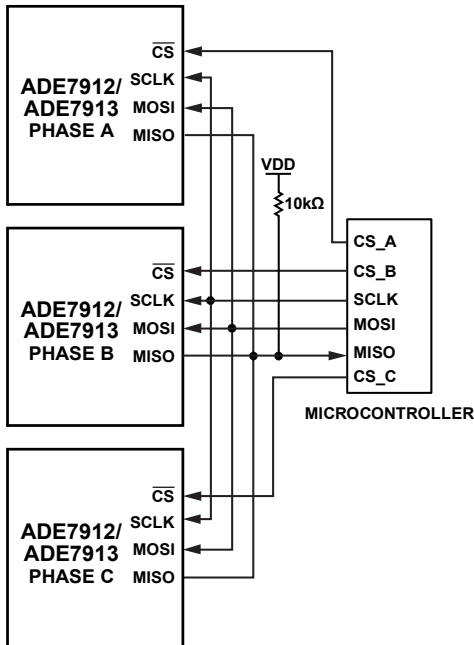 ADE7912/
ADE7913
PHASE A
CS
SCLK
MOSI
MISO
VDD
10kΩ
ADE7912/
ADE7913
PHASE B
CS
SCLK
MOSI
MISO
CS_A
CS_B
SCLK
MOSI
MISO
CS_C
MICROCONTROLLER
ADE7912/
ADE7913
PHASE C
CS
SCLK
MOSI
MISO